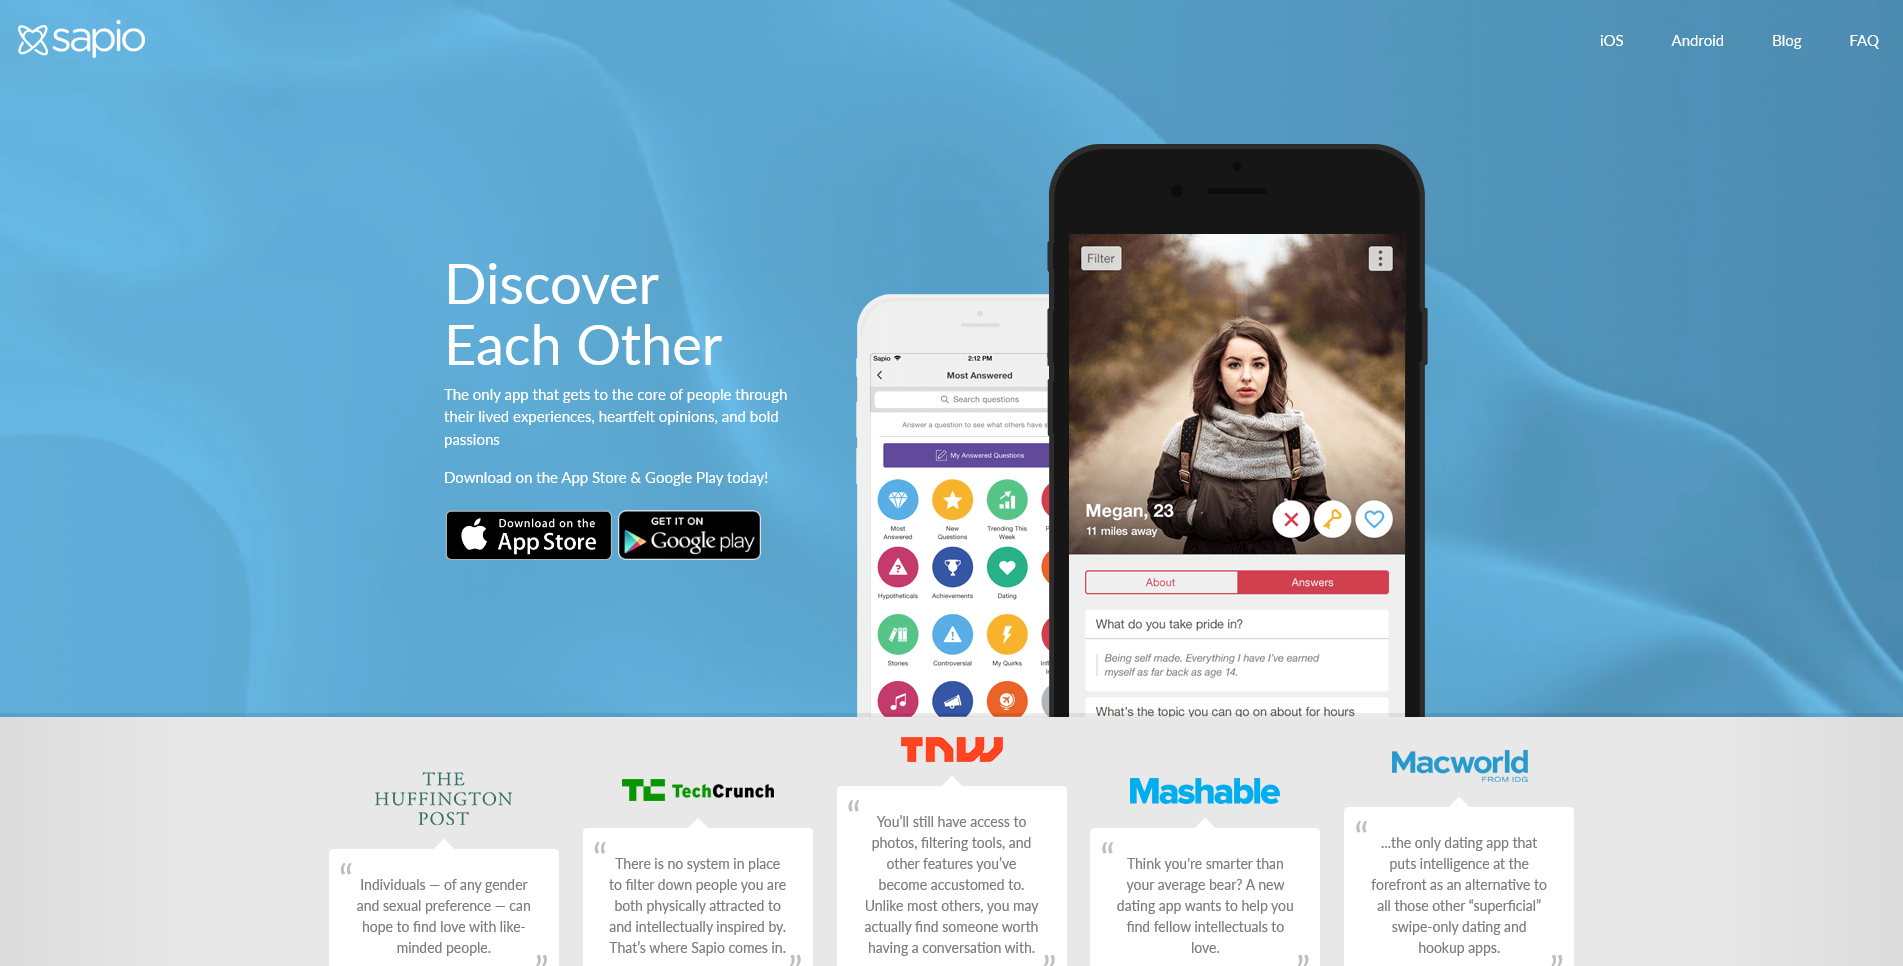 sapio
iOS
Android
Blog
FAQ
Discover
Each Other
The only app that gets to the core of people through
their lived experiences, heartfelt opinions, and bold
passions
Download on the App Store & Google Play today!
Download on the
App Store
GET IT ON
Google play
Sapio
2:12 PM
Most Answered
Search questions
Answer a question to see what others have
My Answered Questions
Most
Answered
New
Questions
Trending This
Week
Hypotheticals
Achievements
Dating
Stories
Controversial
My Quirks
Filter
Megan, 23
11 miles away
About
Answers
What do you take pride in?
Being self made. Everything I have I've earned
myself as far back as age 14.
What's the topic you can go on about for hours
THE
HUFFINGTON
POST
“
Individuals — of any gender
and sexual preference — can
hope to find love with like-
minded people.
”
TC TechCrunch
“
There is no system in place
to filter down people you are
both physically attracted to
and intellectually inspired by.
That’s where Sapio comes in.
”
TNW
“
You’ll still have access to
photos, filtering tools, and
other features you’ve
become accustomed to.
Unlike most others, you may
actually find someone worth
having a conversation with.
”
Mashable
“
Think you're smarter than
your average bear? A new
dating app wants to help you
find fellow intellectuals to
love.
”
Macworld
FROM IDG
“
...the only dating app that
puts intelligence at the
forefront as an alternative to
all those other “superficial”
swipe-only dating and
hookup apps.
”